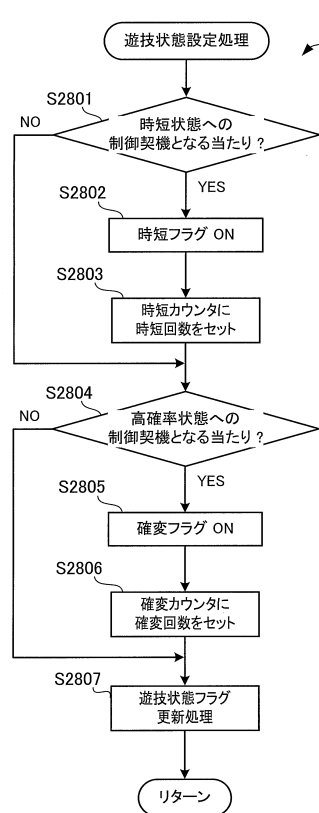 遊技状態設定処理
S2801
NO
時短状態への
制御契機となる当たり？
YES
S2802
時短フラグ ON
S2803
時短カウンタに
時短回数をセット
S2804
NO
高確率状態への
制御契機となる当たり？
YES
S2805
確変フラグ ON
S2806
確変カウンタに
確変回数をセット
S2807
遊技状態フラグ
更新処理
リターン